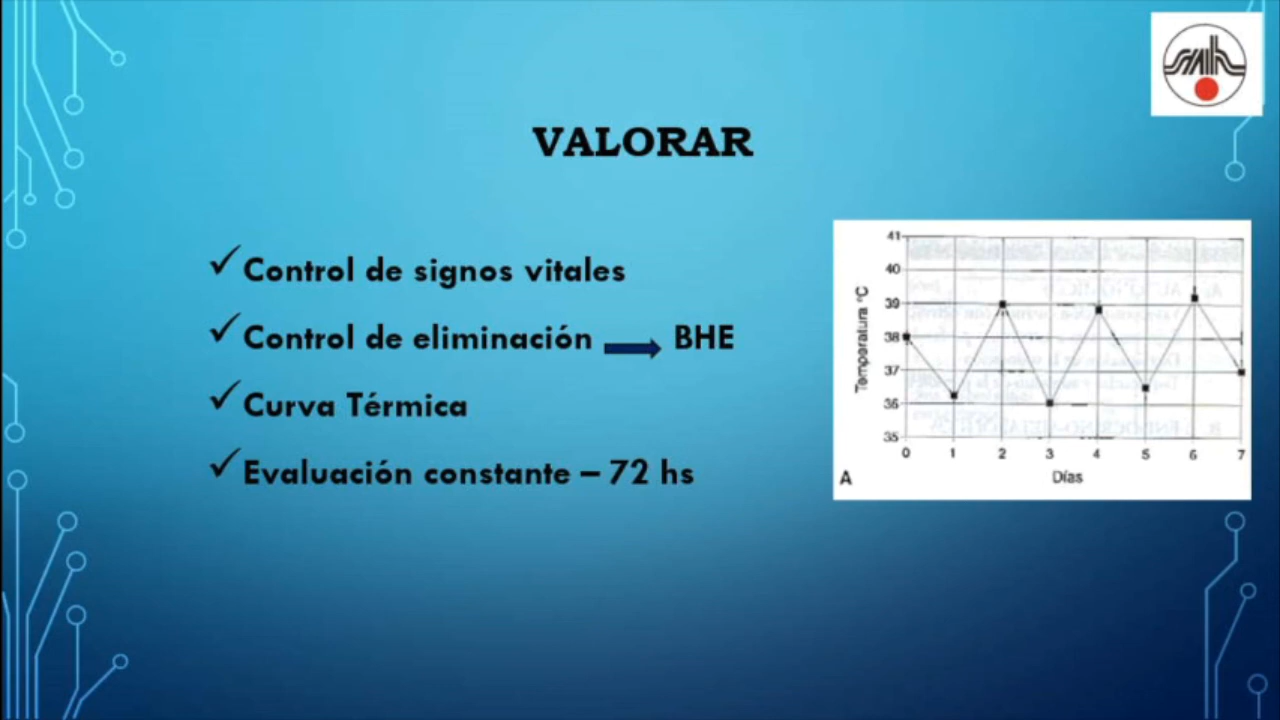 VALORAR
✓Control de signos vitales
✓Control de eliminación → BHE
✓Curva Térmica
✓Evaluación constante – 72 hs
41
40
39
38
37
36
35
Temperatura °C
0 1 2 3 4 5 6 7
A
Días